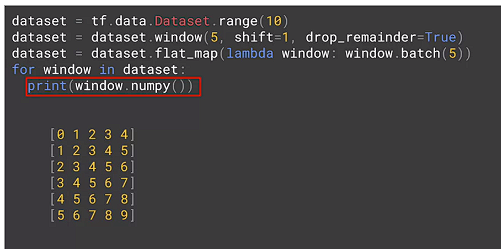 dataset = tf.data.Dataset.range(10)
dataset = dataset.window(5, shift=1, drop_remainder=True)
dataset = dataset.flat_map(lambda window: window.batch(5))
for window in dataset:
  print(window.numpy())
[0 1 2 3 4]
[1 2 3 4 5]
[2 3 4 5 6]
[3 4 5 6 7]
[4 5 6 7 8]
[5 6 7 8 9]